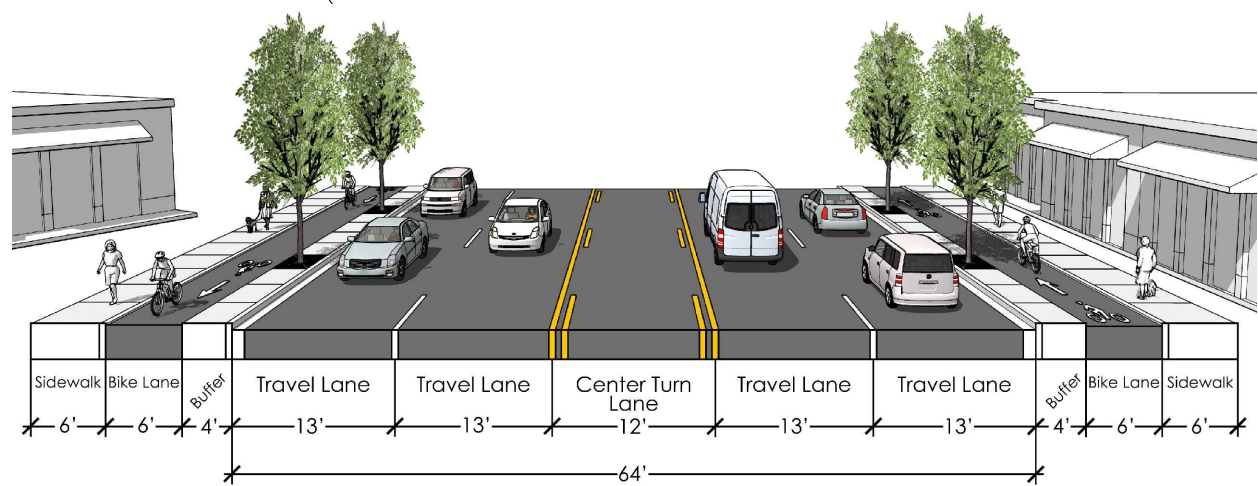 Sidewalk
Bike Lane
Buffer
Travel Lane
Travel Lane
Center Turn
Lane
Travel Lane
Travel Lane
Buffer
Bike Lane
Sidewalk
6'
6'
4'
13'
13'
12'
13'
13'
4'
6'
6'
64'